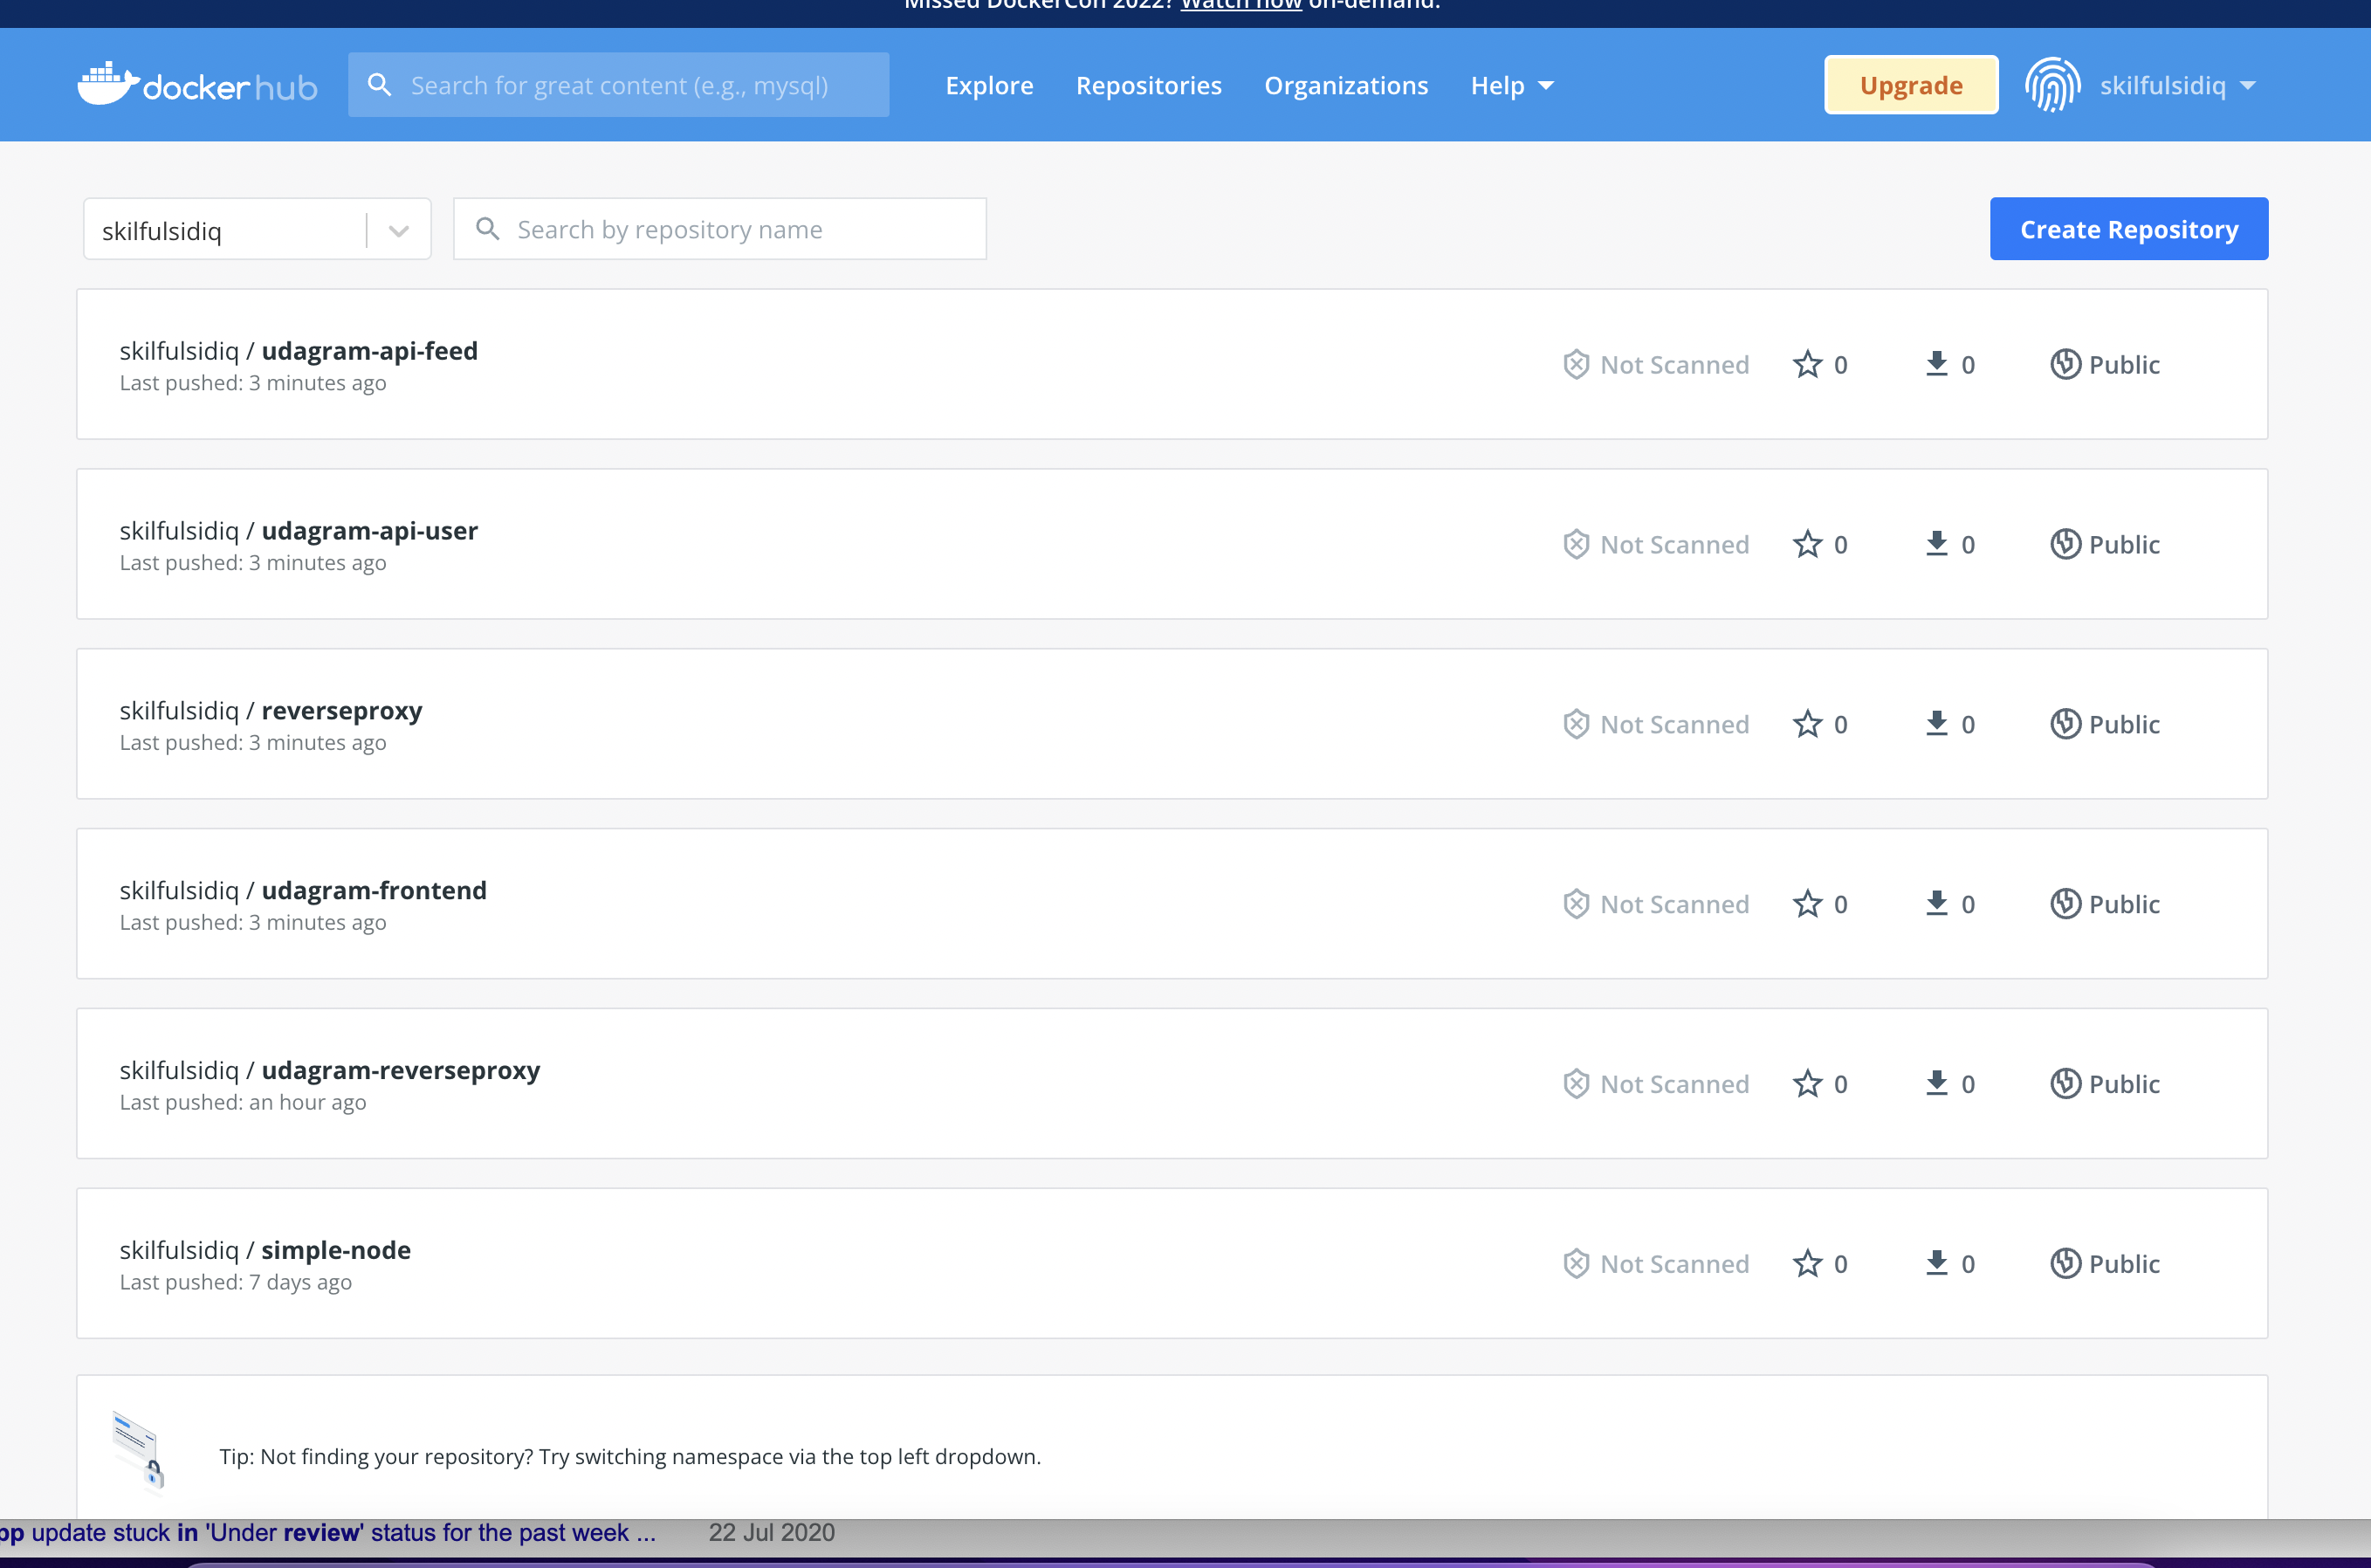 Missed DockerCon 2022? Watch now on-demand.
docker hub
Search for great content (e.g., mysql)
Explore
Repositories
Organizations
Help
Upgrade
skilfulsidiq
skilfulsidiq
Search by repository name
Create Repository
skilfulsidiq / udagram-api-feed
Last pushed: 3 minutes ago
Not Scanned
0
0
Public
skilfulsidiq / udagram-api-user
Last pushed: 3 minutes ago
Not Scanned
0
0
Public
skilfulsidiq / reverseproxy
Last pushed: 3 minutes ago
Not Scanned
0
0
Public
skilfulsidiq / udagram-frontend
Last pushed: 3 minutes ago
Not Scanned
0
0
Public
skilfulsidiq / udagram-reverseproxy
Last pushed: an hour ago
Not Scanned
0
0
Public
skilfulsidiq / simple-node
Last pushed: 7 days ago
Not Scanned
0
0
Public
Tip: Not finding your repository? Try switching namespace via the top left dropdown.
pp update stuck in 'Under review' status for the past week ...
22 Jul 2020